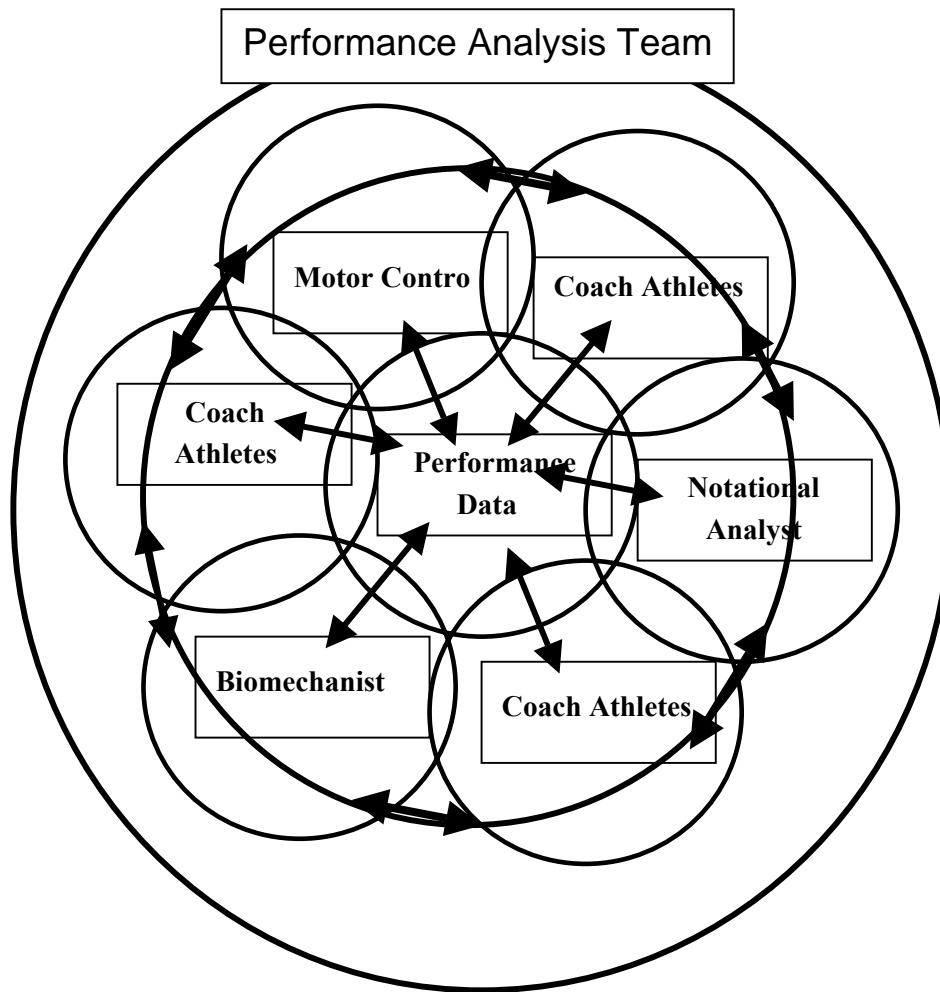 Performance Analysis Team
Motor Contro
Coach Athletes
Coach
Athletes
Performance
Data
Notational
Analyst
Biomechanist
Coach Athletes